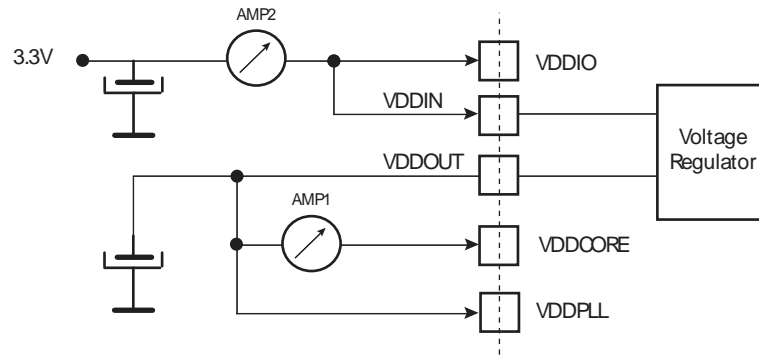 AMP2
3.3V
VDDIO
VDDIN
Voltage
Regulator
VDDOUT
AMP1
VDDCORE
VDDPLL